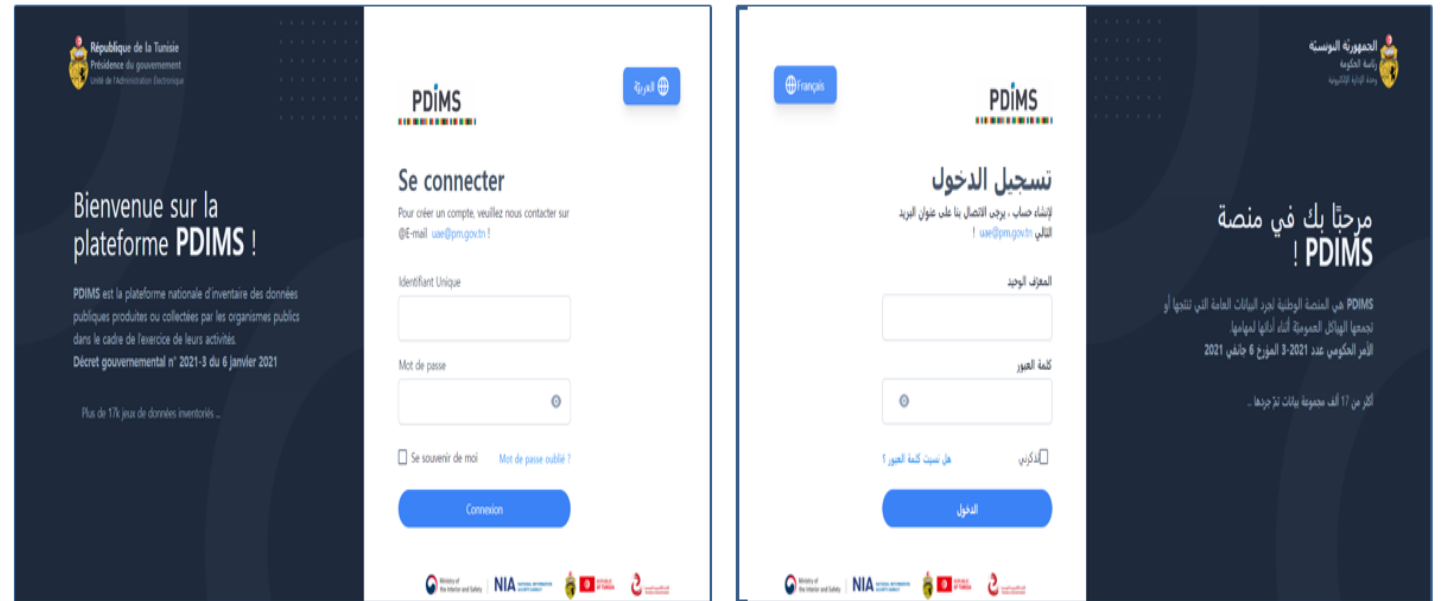 République de la Tunisie
Présidence du gouvernement
Unité de l'Administration Électronique
Bienvenue sur la
plateforme PDIMS !
PDIMS est la plateforme nationale d'inventaire des données
publiques produites ou collectées par les organismes publics
dans le cadre de l'exercice de leurs activités.
Décret gouvernemental n° 2021-3 du 6 janvier 2021
Plus de 17k jeux de données inventoriés ...
PDIMS
العربيّة
Se connecter
Pour créer un compte, veuillez nous contacter sur
@E-mail uae@pm.gov.tn !
Identifiant Unique
Mot de passe
Se souvenir de moi
Mot de passe oublié ?
Connexion
Ministry of
the Interior and Safety
NIA
Français
PDIMS
تسجيل الدخول
لإنشاء حساب ، يرجى الاتصال بنا على عنوان البريد
التالي uae@pm.gov.tn !
المعرّف الوحيد
كلمة العبور
تذكرني
هل نسيت كلمة العبور ؟
الدخول
Ministry of
the Interior and Safety
NIA
الجمهوريّة التونسيّة
رئاسة الحكومة
وحدة الإدارة الإلكترونية
مرحبًا بك في منصة
PDIMS !
PDIMS هي المنصة الوطنية لجرد البيانات العامة التي تنتجها أو
تجمعها الهياكل العموميّة أثناء أدائها لمهامها.
الأمر الحكومي عدد 2021-3 المؤرخ 6 جانفي 2021
أكثر من 17 ألف مجموعة بيانات تمّ جردها ...